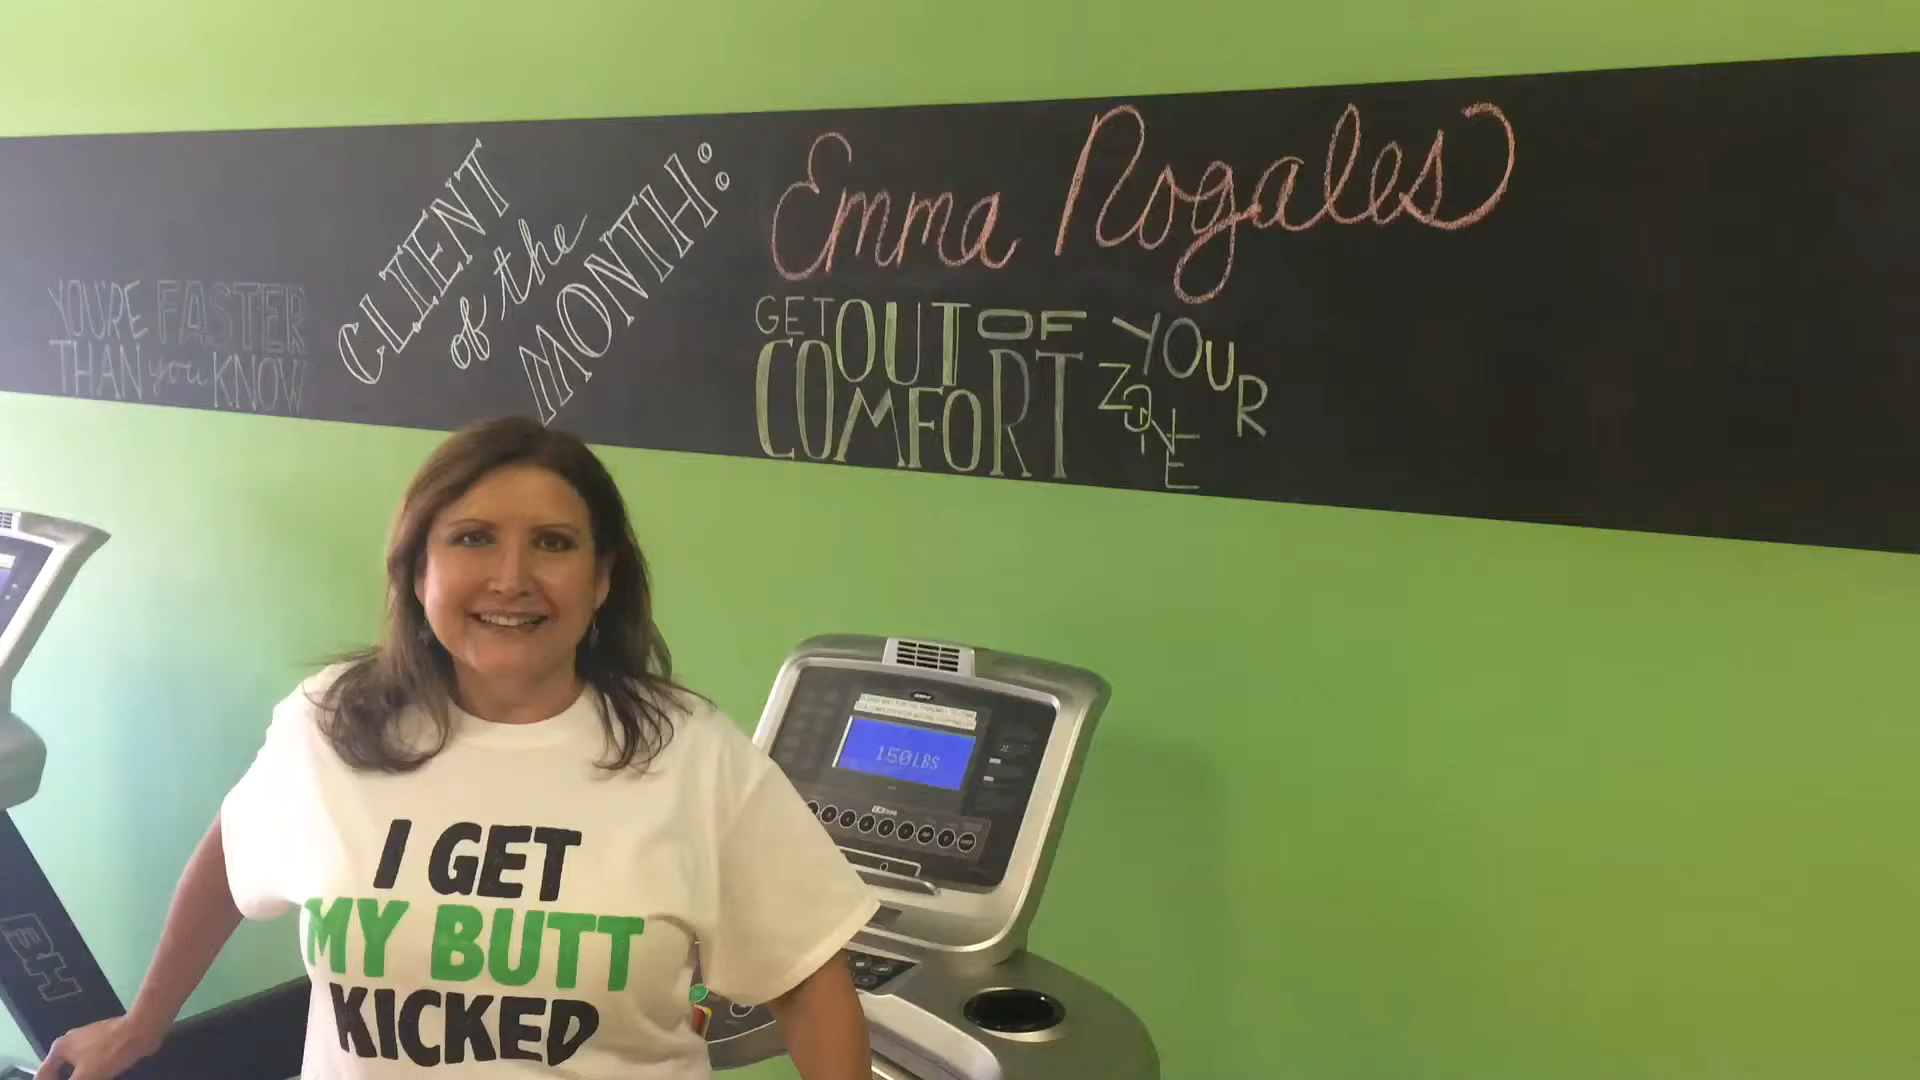 YOU'RE FASTER
THAN you KNOW
CLIENT
of the
MONTH:
Emma Rogales
GET OUT OF YOUR
COMFORT ZONE
150LBS
I GET
MY BUTT
KICKED
BH